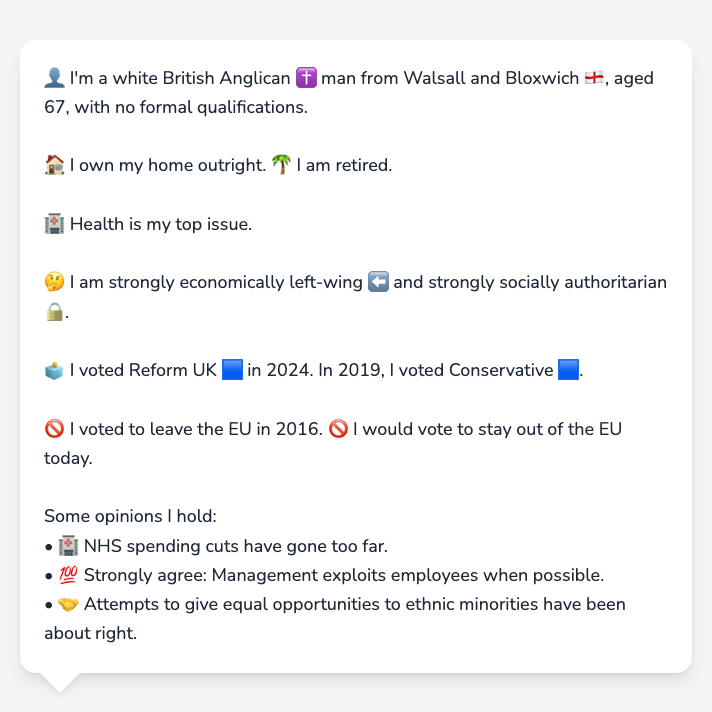 👤 I'm a white British Anglican ✝️ man from Walsall and Bloxwich 🏴󠁧󠁢󠁥󠁮󠁧󠁿, aged
67, with no formal qualifications.
🏠 I own my home outright. 🌴 I am retired.
🏥 Health is my top issue.
🤔 I am strongly economically left-wing ⬅️ and strongly socially authoritarian
🔒.
🗳️ I voted Reform UK 🟦 in 2024. In 2019, I voted Conservative 🟦.
🚫 I voted to leave the EU in 2016. 🚫 I would vote to stay out of the EU
today.
Some opinions I hold:
• 🏥 NHS spending cuts have gone too far.
• 💯 Strongly agree: Management exploits employees when possible.
• 🤝 Attempts to give equal opportunities to ethnic minorities have been
about right.